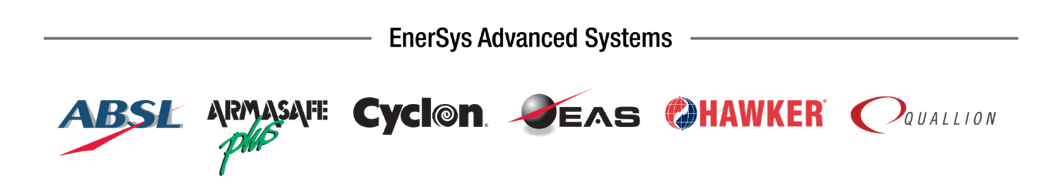 EnerSys Advanced Systems
ABSL
ARMASAFE
plus
Cyclon®
EAS
HAWKER®
QUALLION